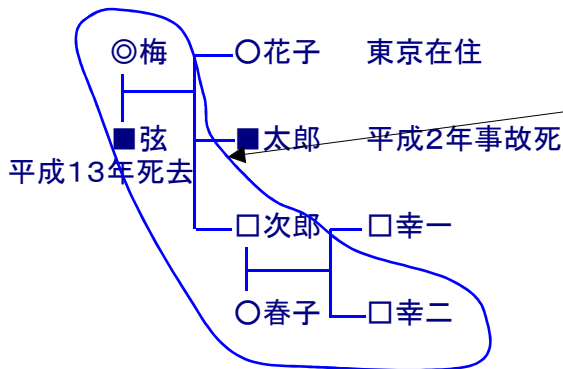 ◎梅 ○花子 東京在住
■弦 ■太郎 平成2年事故死
平成13年死去
□次郎 □幸一
○春子 □幸二